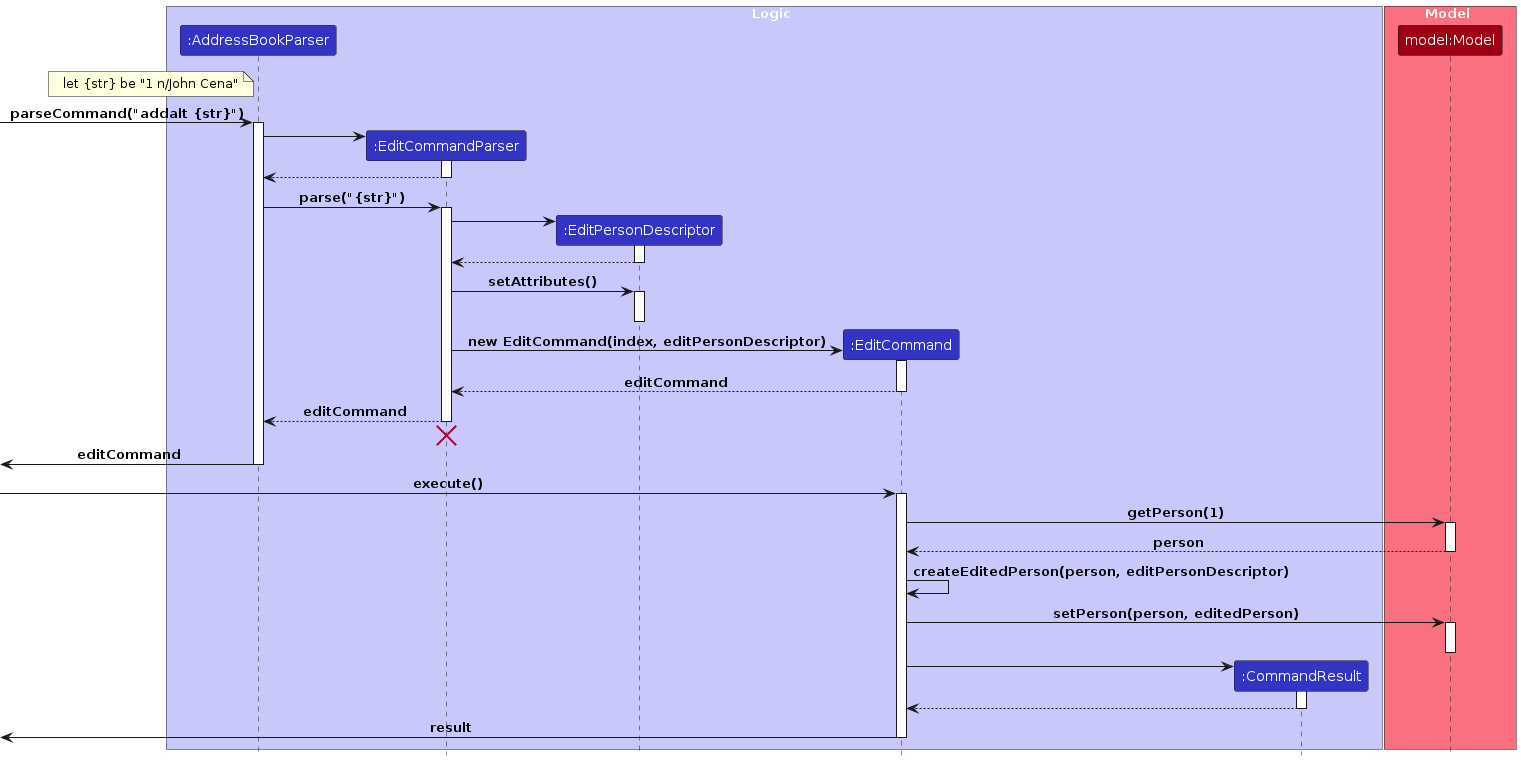 Logic
Model
:AddressBookParser
model:Model
let {str} be "1 n/John Cena"
parseCommand("addalt {str}")
:EditCommandParser
parse("{str}")
:EditPersonDescriptor
setAttributes()
new EditCommand(index, editPersonDescriptor)
:EditCommand
editCommand
editCommand
editCommand
execute()
getPerson(1)
person
createEditedPerson(person, editPersonDescriptor)
setPerson(person, editedPerson)
:CommandResult
result